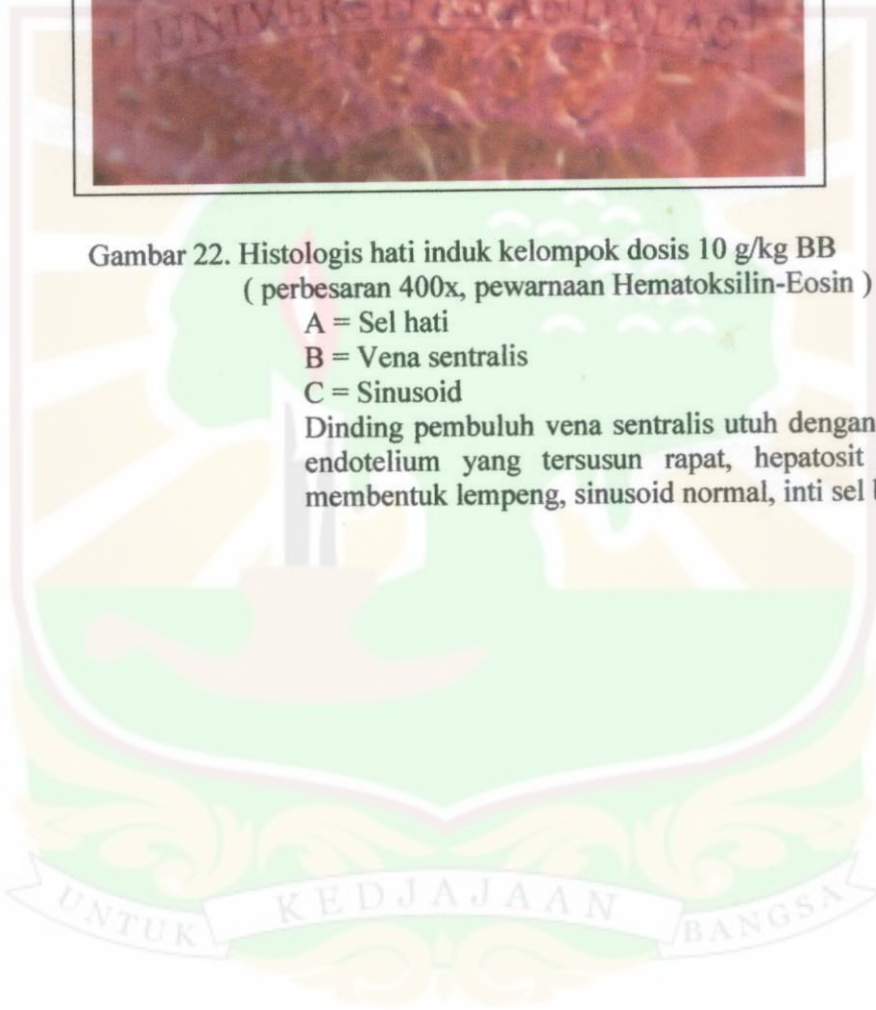 UNIVERSITAS ANDALAS
Gambar 22. Histologis hati induk kelompok dosis 10 g/kg BB
( perbesaran 400x, pewarnaan Hematoksilin-Eosin )
A = Sel hati
B = Vena sentralis
C = Sinusoid
Dinding pembuluh vena sentralis utuh dengan
endotelium yang tersusun rapat, hepatosit
membentuk lempeng, sinusoid normal, inti sel
UNTUK KEDJAJAAN BANGSA